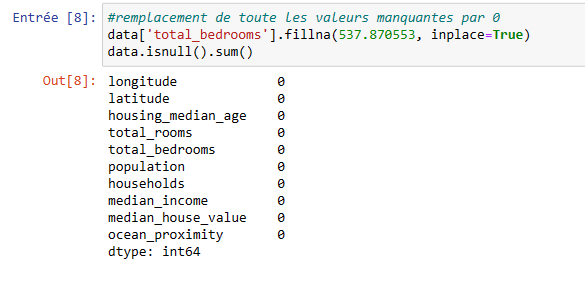 Entrée [8]: #remplacement de toute les valeurs manquantes par 0
data['total_bedrooms'].fillna(537.870553, inplace=True)
data.isnull().sum()
Out[8]: longitude 0
latitude 0
housing_median_age 0
total_rooms 0
total_bedrooms 0
population 0
households 0
median_income 0
median_house_value 0
ocean_proximity 0
dtype: int64